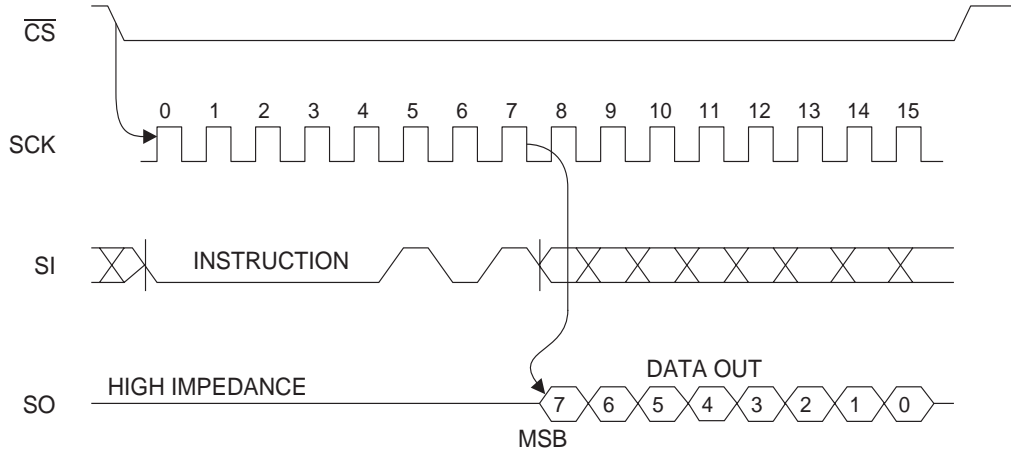 CS
0 1 2 3 4 5 6 7 8 9 10 11 12 13 14 15
SCK
SI
INSTRUCTION
DATA OUT
HIGH IMPEDANCE
SO
7 6 5 4 3 2 1 0
MSB